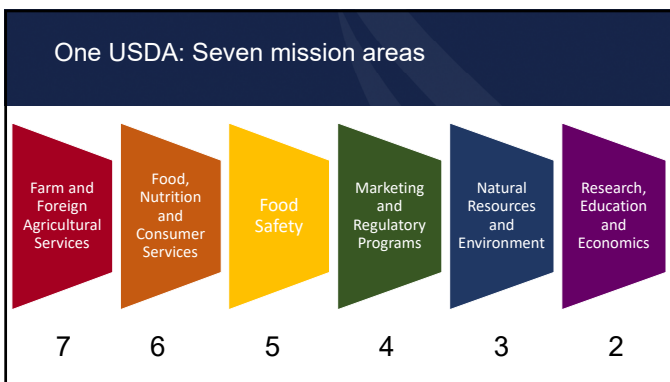 One USDA: Seven mission areas
Farm and
Foreign
Agricultural
Services
Food,
Nutrition
and
Consumer
Services
Food
Safety
Marketing
and
Regulatory
Programs
Natural
Resources
and
Environment
Research,
Education
and
Economics
7 6 5 4 3 2